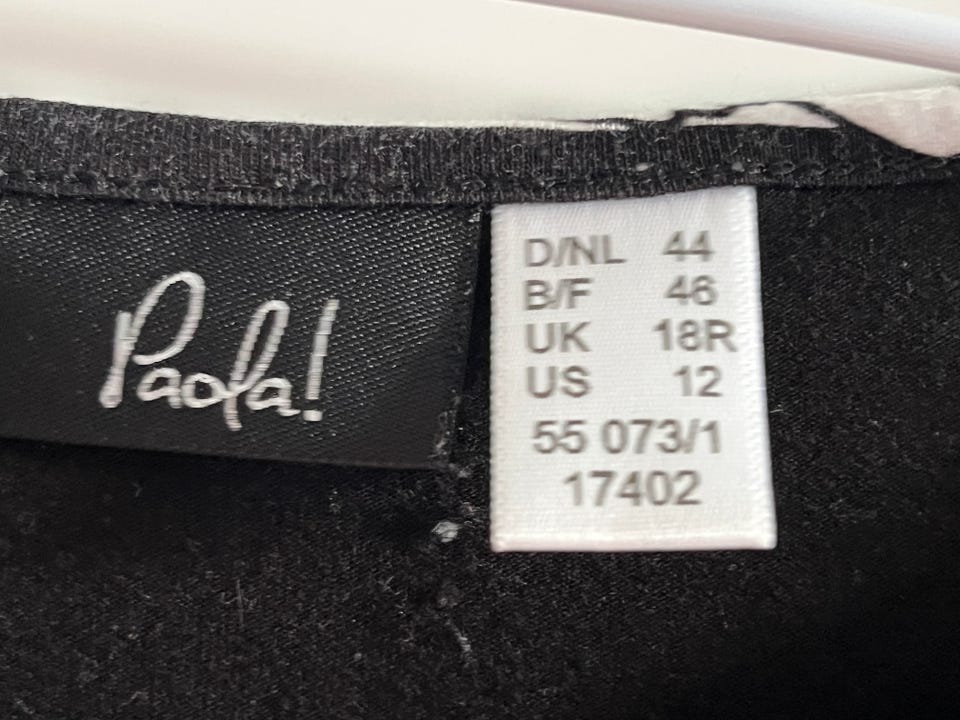 Paola!
D/NL 44
B/F 46
UK 18R
US 12
55 073/1
17402